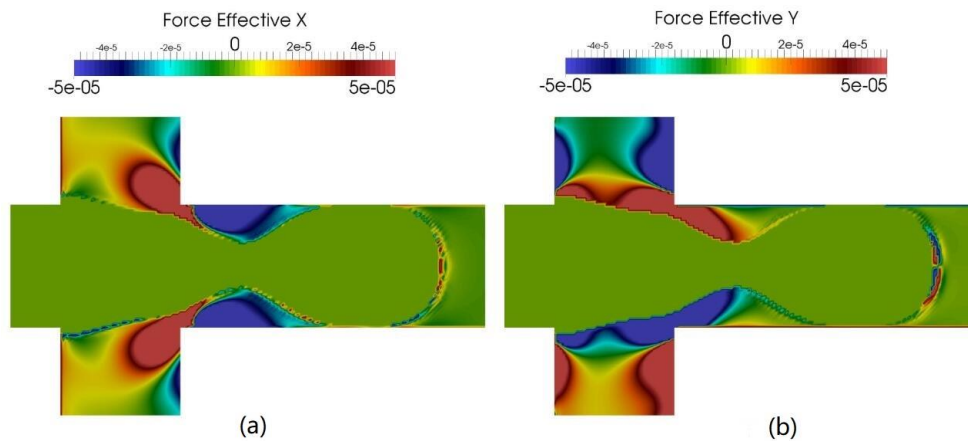 Force Effective X
-4e-5 -2e-5 0 2e-5 4e-5
-5e-05 5e-05
Force Effective Y
-4e-5 -2e-5 0 2e-5 4e-5
-5e-05 5e-05
(a)
(b)